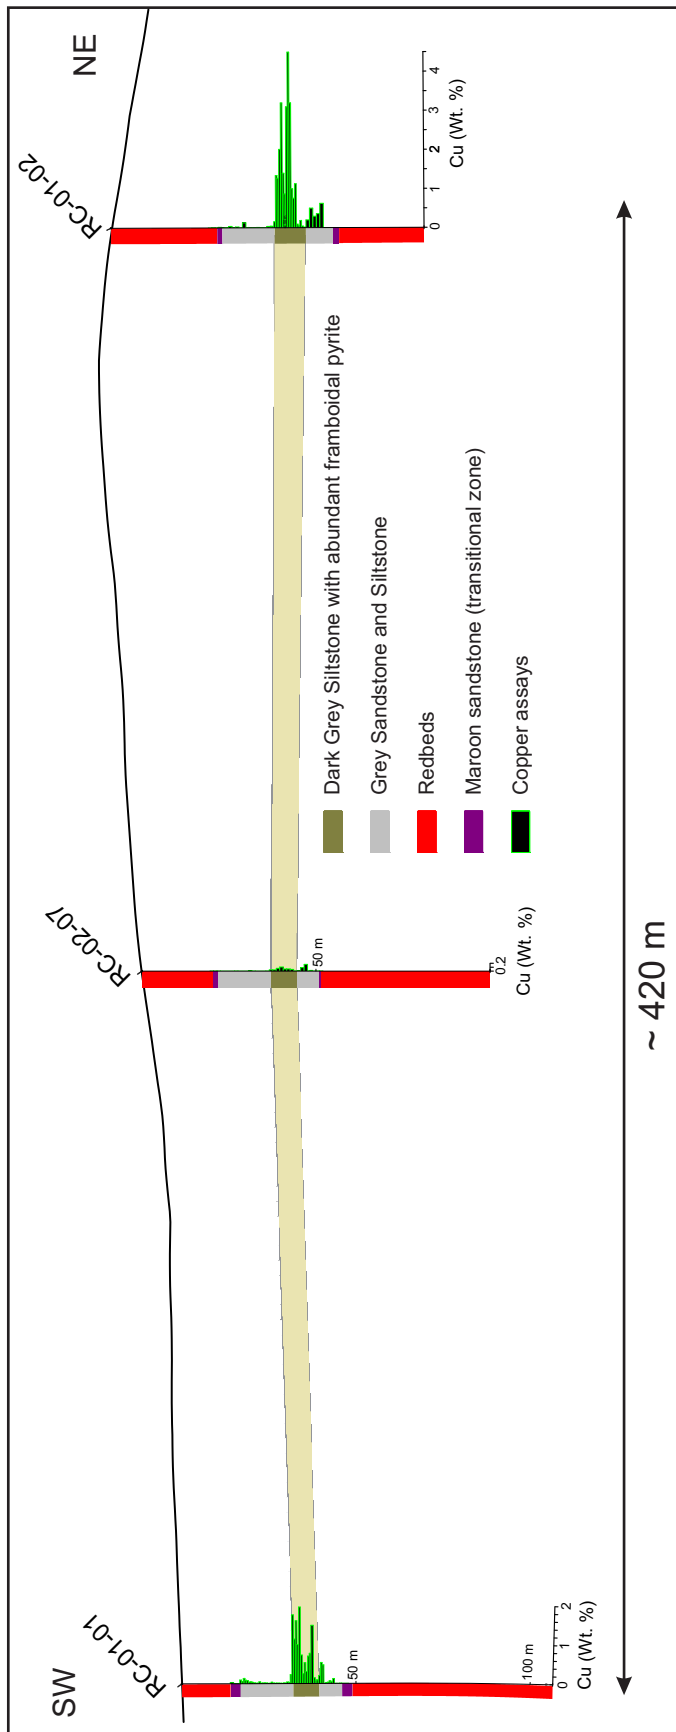 SW
NE
RC-01-01
RC-02-07
RC-01-02
50 m
100 m
0 1 2
Cu (Wt. %)
50 m
0.2
Cu (Wt. %)
0 1 2 3 4
Cu (Wt. %)
Dark Grey Siltstone with abundant framboidal pyrite
Grey Sandstone and Siltstone
Redbeds
Maroon sandstone (transitional zone)
Copper assays
~ 420 m